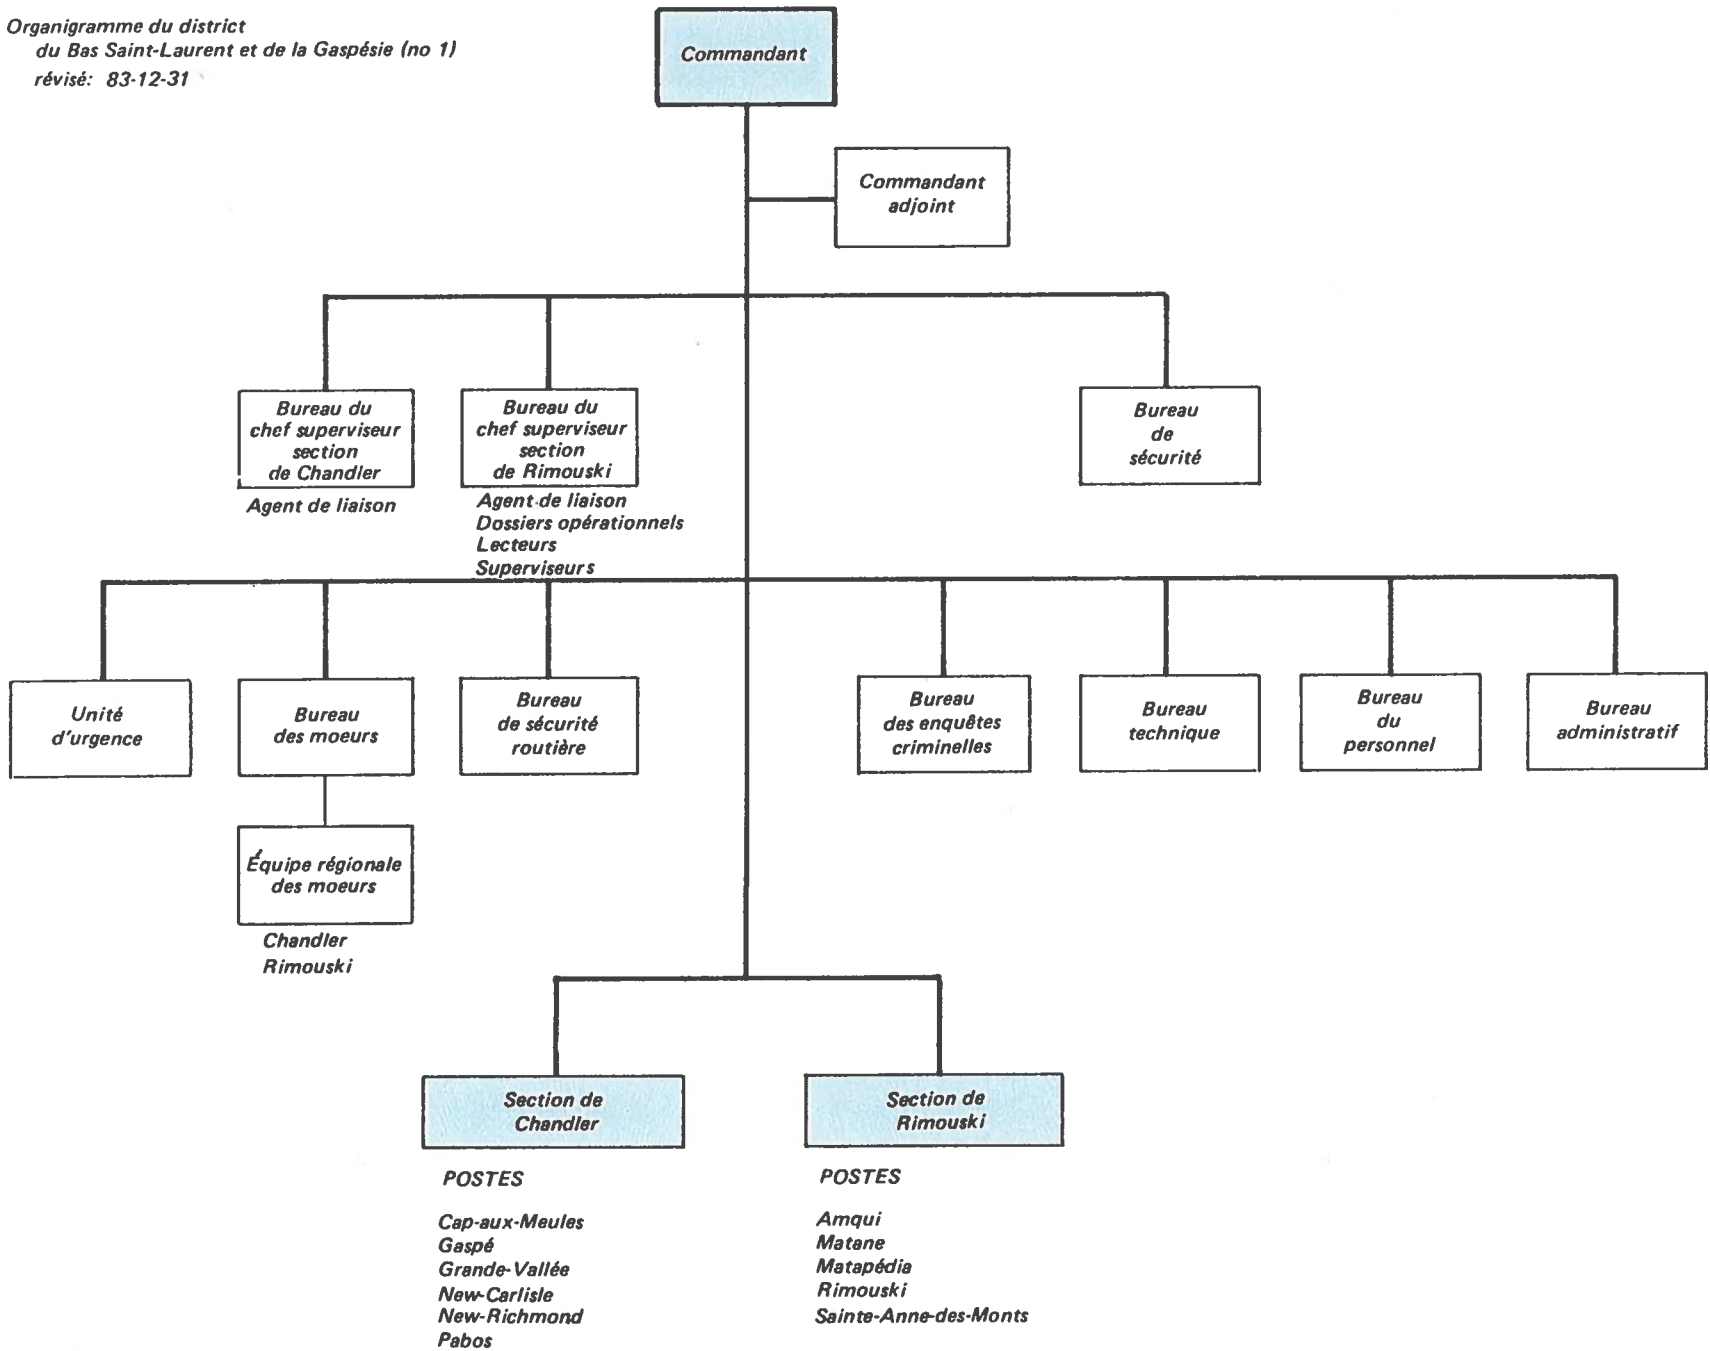 Organigramme du district
du Bas Saint-Laurent et de la Gaspésie (no 1)
révisé: 83-12-31
Commandant
Commandant
adjoint
Bureau du
chef superviseur
section
de Chandler
Agent de liaison
Bureau du
chef superviseur
section
de Rimouski
Agent de liaison
Dossiers opérationnels
Lecteurs
Superviseurs
Bureau
de
sécurité
Unité
d'urgence
Bureau
des moeurs
Bureau
de sécurité
routière
Bureau
des enquêtes
criminelles
Bureau
technique
Bureau
du
personnel
Bureau
administratif
Équipe régionale
des moeurs
Chandler
Rimouski
Section de
Chandler
POSTES
Cap-aux-Meules
Gaspé
Grande-Vallée
New-Carlisle
New-Richmond
Pabos
Section de
Rimouski
POSTES
Amqui
Matane
Matapédia
Rimouski
Sainte-Anne-des-Monts